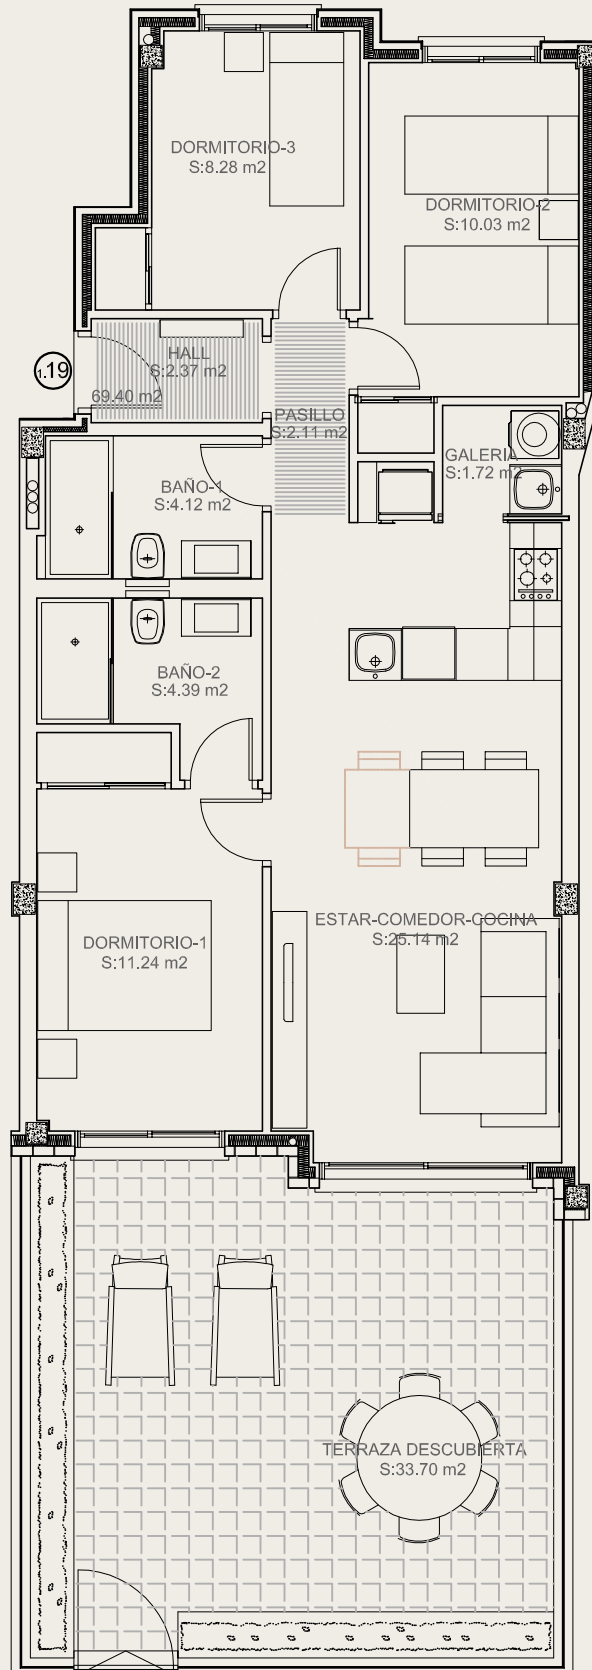 DORMITORIO-3
S:8.28 m2
DORMITORIO-2
S:10.03 m2
1.19
HALL
S:2.37 m2
69.40 m2
PASILLO
S:2.11 m2
GALERIA
S:1.72 m2
BAÑO-1
S:4.12 m2
BAÑO-2
S:4.39 m2
ESTAR-COMEDOR-COCINA
S:25.14 m2
DORMITORIO-1
S:11.24 m2
TERRAZA DESCUBIERTA
S:33.70 m2